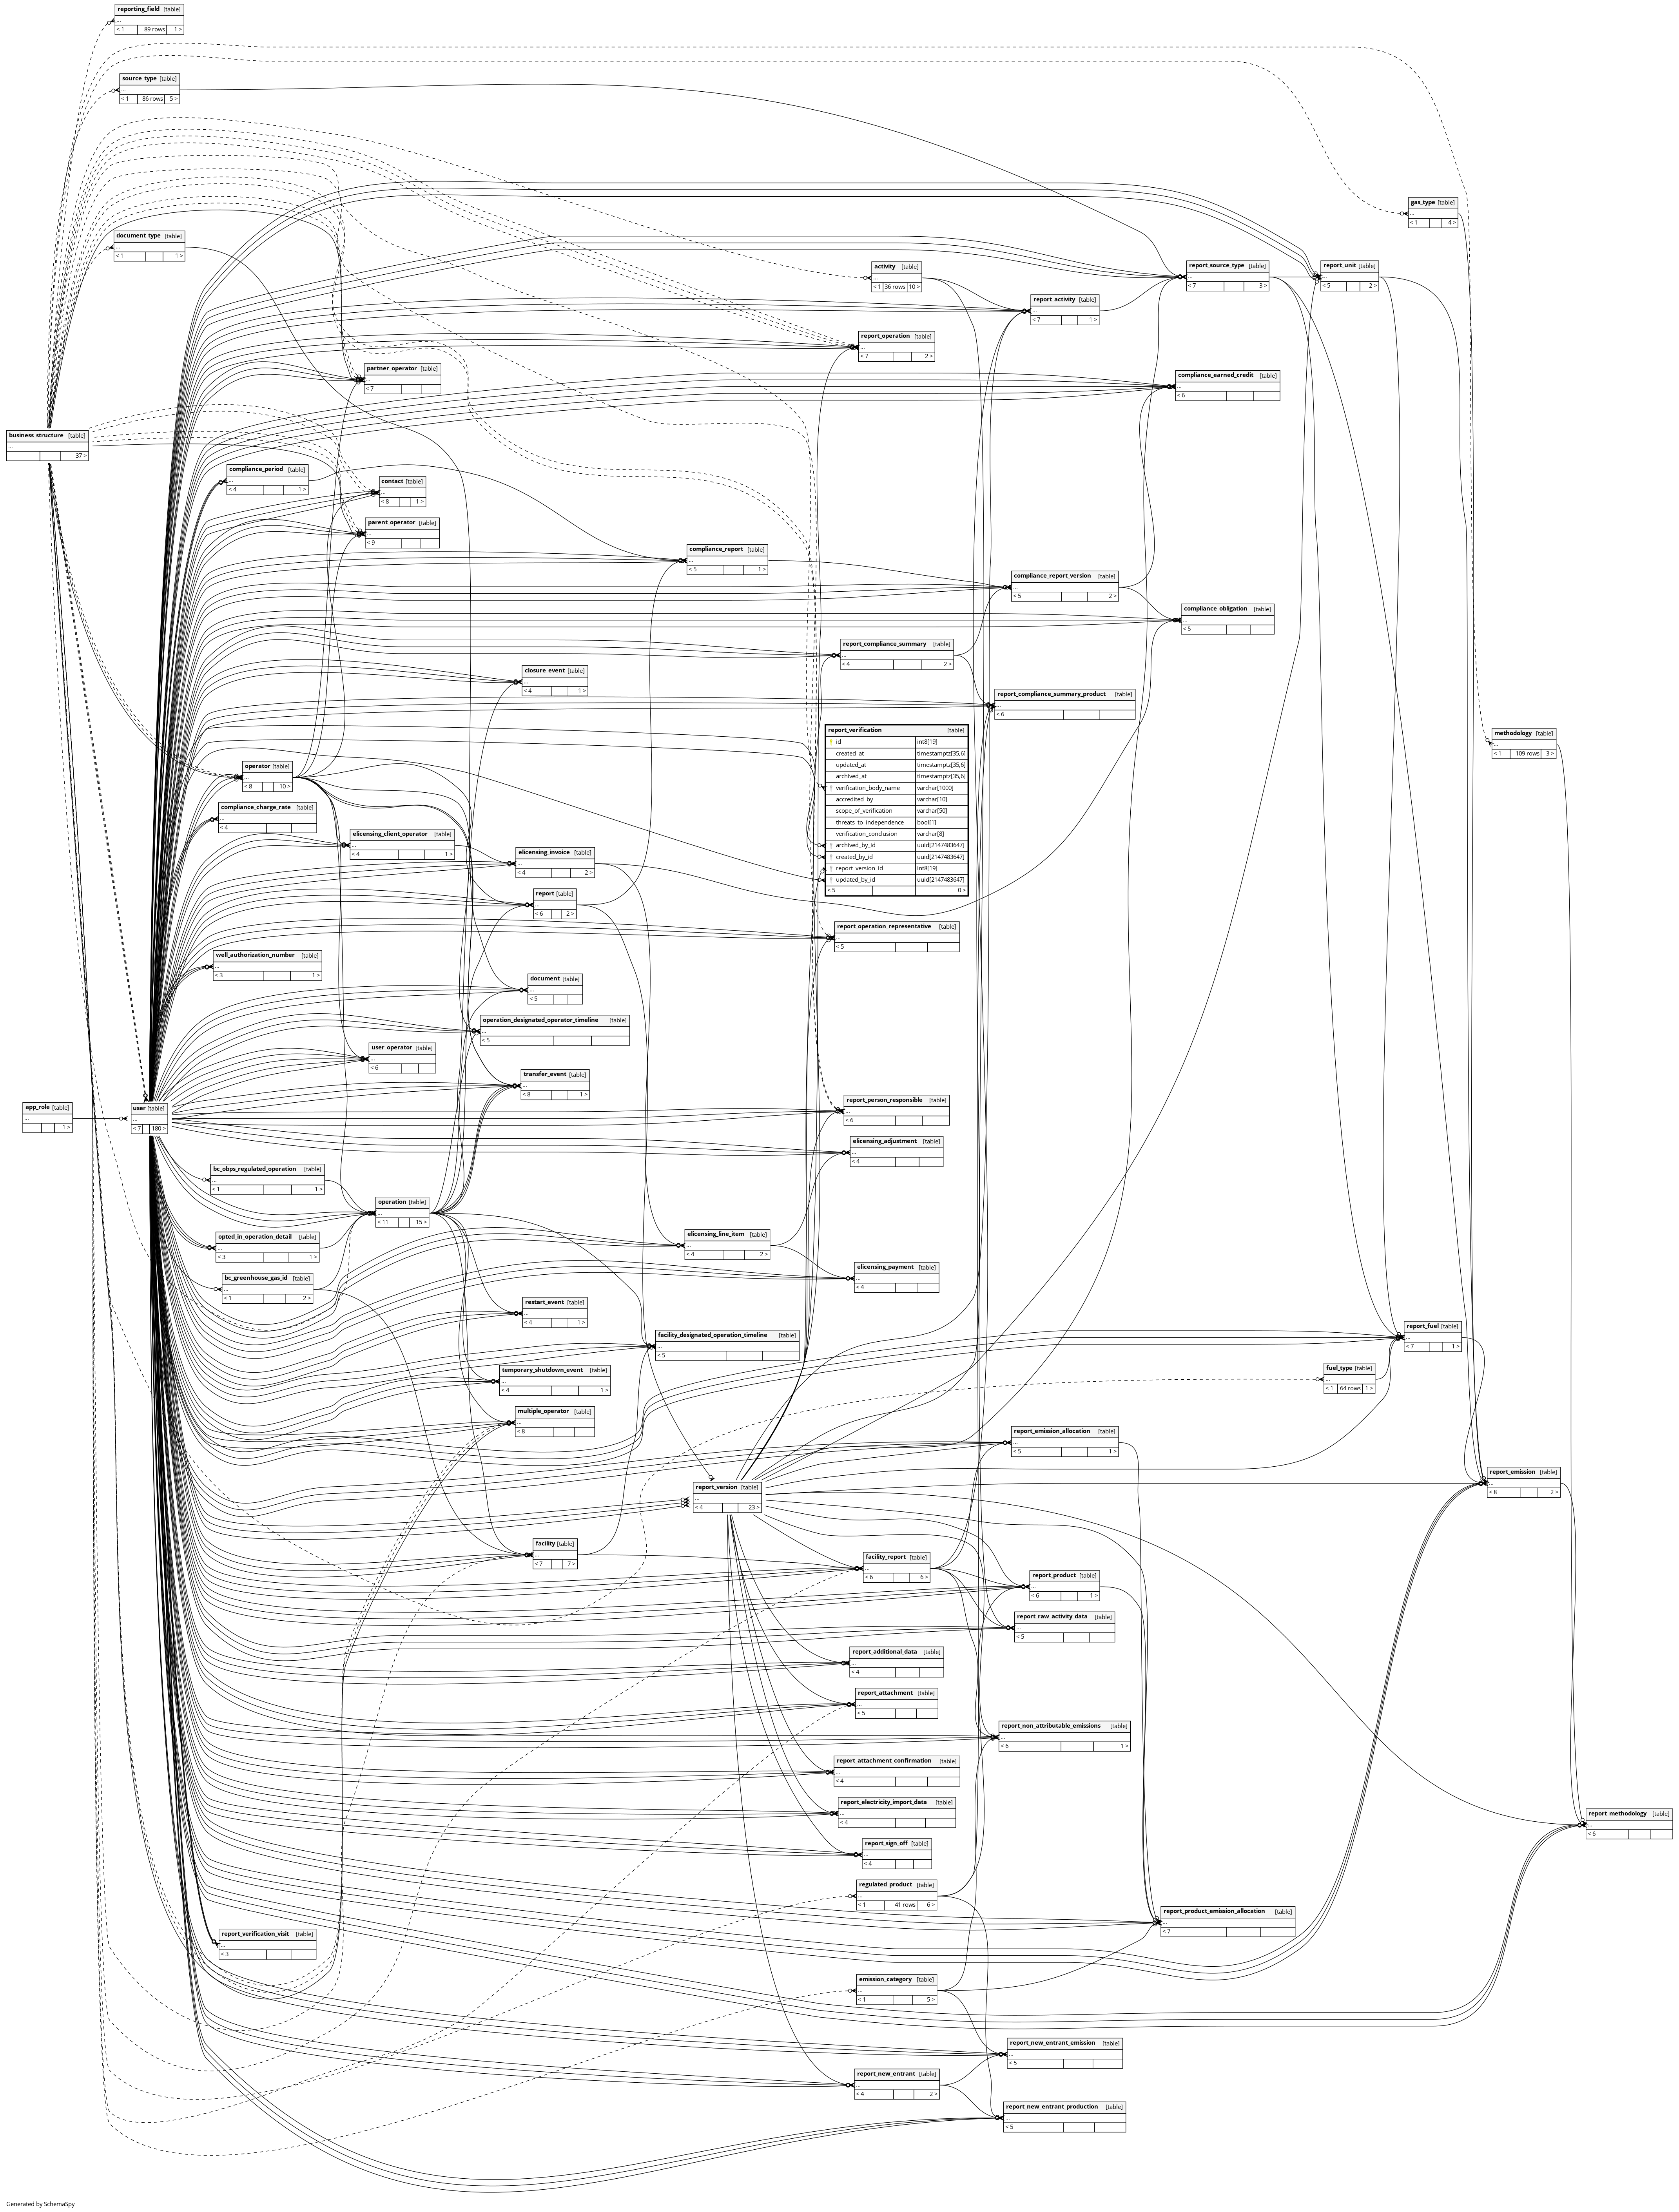 reporting_field [table]
...
< 1 89 rows 1 >
source_type [table]
...
< 1 86 rows 5 >
gas_type [table]
...
< 1 4 >
document_type [table]
...
< 1 1 >
activity [table]
...
< 1 36 rows 10 >
report_source_type [table]
...
< 7 3 >
report_unit [table]
...
< 5 2 >
report_activity [table]
...
< 7 1 >
report_operation [table]
...
< 7 2 >
partner_operator [table]
...
< 7
compliance_earned_credit [table]
...
< 6
business_structure [table]
...
37 >
compliance_period [table]
...
< 4 1 >
contact [table]
...
< 8 1 >
parent_operator [table]
...
< 9
compliance_report [table]
...
< 5 1 >
compliance_report_version [table]
...
< 5 2 >
compliance_obligation [table]
...
< 5
report_compliance_summary [table]
...
< 4 2 >
closure_event [table]
...
< 4 1 >
report_compliance_summary_product [table]
...
< 6
report_verification [table]
id int8[19]
created_at timestamptz[35,6]
updated_at timestamptz[35,6]
archived_at timestamptz[35,6]
verification_body_name varchar[1000]
accredited_by varchar[10]
scope_of_verification varchar[50]
threats_to_independence bool[1]
verification_conclusion varchar[8]
archived_by_id uuid[2147483647]
created_by_id uuid[2147483647]
report_version_id int8[19]
updated_by_id uuid[2147483647]
< 5 0 >
methodology [table]
...
< 1 109 rows 3 >
operator [table]
...
< 8 10 >
compliance_charge_rate [table]
...
< 4
elicensing_client_operator [table]
...
< 4 1 >
elicensing_invoice [table]
...
< 4 2 >
report [table]
...
< 6 2 >
report_operation_representative [table]
...
< 5
well_authorization_number [table]
...
< 3 1 >
document [table]
...
< 5
operation_designated_operator_timeline [table]
...
< 5
user_operator [table]
...
< 6
transfer_event [table]
...
< 8 1 >
app_role [table]
...
1 >
user [table]
...
< 7 180 >
report_person_responsible [table]
...
< 6
elicensing_adjustment [table]
...
< 4
bc_obps_regulated_operation [table]
...
< 1 1 >
operation [table]
...
< 11 15 >
opted_in_operation_detail [table]
...
< 3 1 >
elicensing_line_item [table]
...
< 4 2 >
elicensing_payment [table]
...
< 4
bc_greenhouse_gas_id [table]
...
< 1 2 >
restart_event [table]
...
< 4 1 >
facility_designated_operation_timeline [table]
...
< 5
report_fuel [table]
...
< 7 1 >
temporary_shutdown_event [table]
...
< 4 1 >
fuel_type [table]
...
< 1 64 rows 1 >
multiple_operator [table]
...
< 8
report_emission_allocation [table]
...
< 5 1 >
report_emission [table]
...
< 8 2 >
report_version [table]
...
< 4 23 >
facility [table]
...
< 7 7 >
facility_report [table]
...
< 6 6 >
report_product [table]
...
< 6 1 >
report_raw_activity_data [table]
...
< 5
report_additional_data [table]
...
< 4
report_attachment [table]
...
< 5
report_non_attributable_emissions [table]
...
< 6 1 >
report_attachment_confirmation [table]
...
< 4
report_electricity_import_data [table]
...
< 4
report_methodology [table]
...
< 6
report_sign_off [table]
...
< 4
regulated_product [table]
...
< 1 41 rows 6 >
report_product_emission_allocation [table]
...
< 7
report_verification_visit [table]
...
< 3
emission_category [table]
...
< 1 5 >
report_new_entrant_emission [table]
...
< 5
report_new_entrant [table]
...
< 4 2 >
report_new_entrant_production [table]
...
< 5
Generated by SchemaSpy